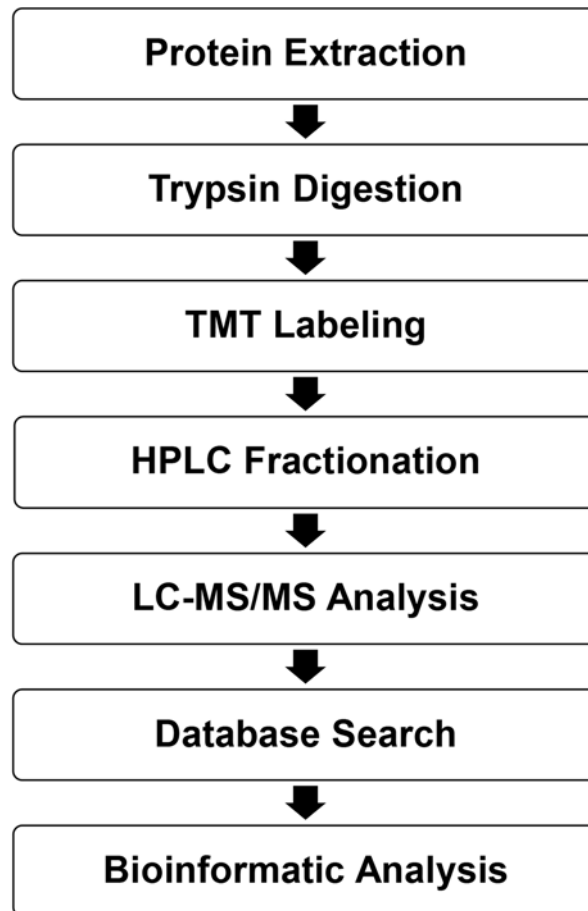 Protein Extraction
Trypsin Digestion
TMT Labeling
HPLC Fractionation
LC-MS/MS Analysis
Database Search
Bioinformatic Analysis